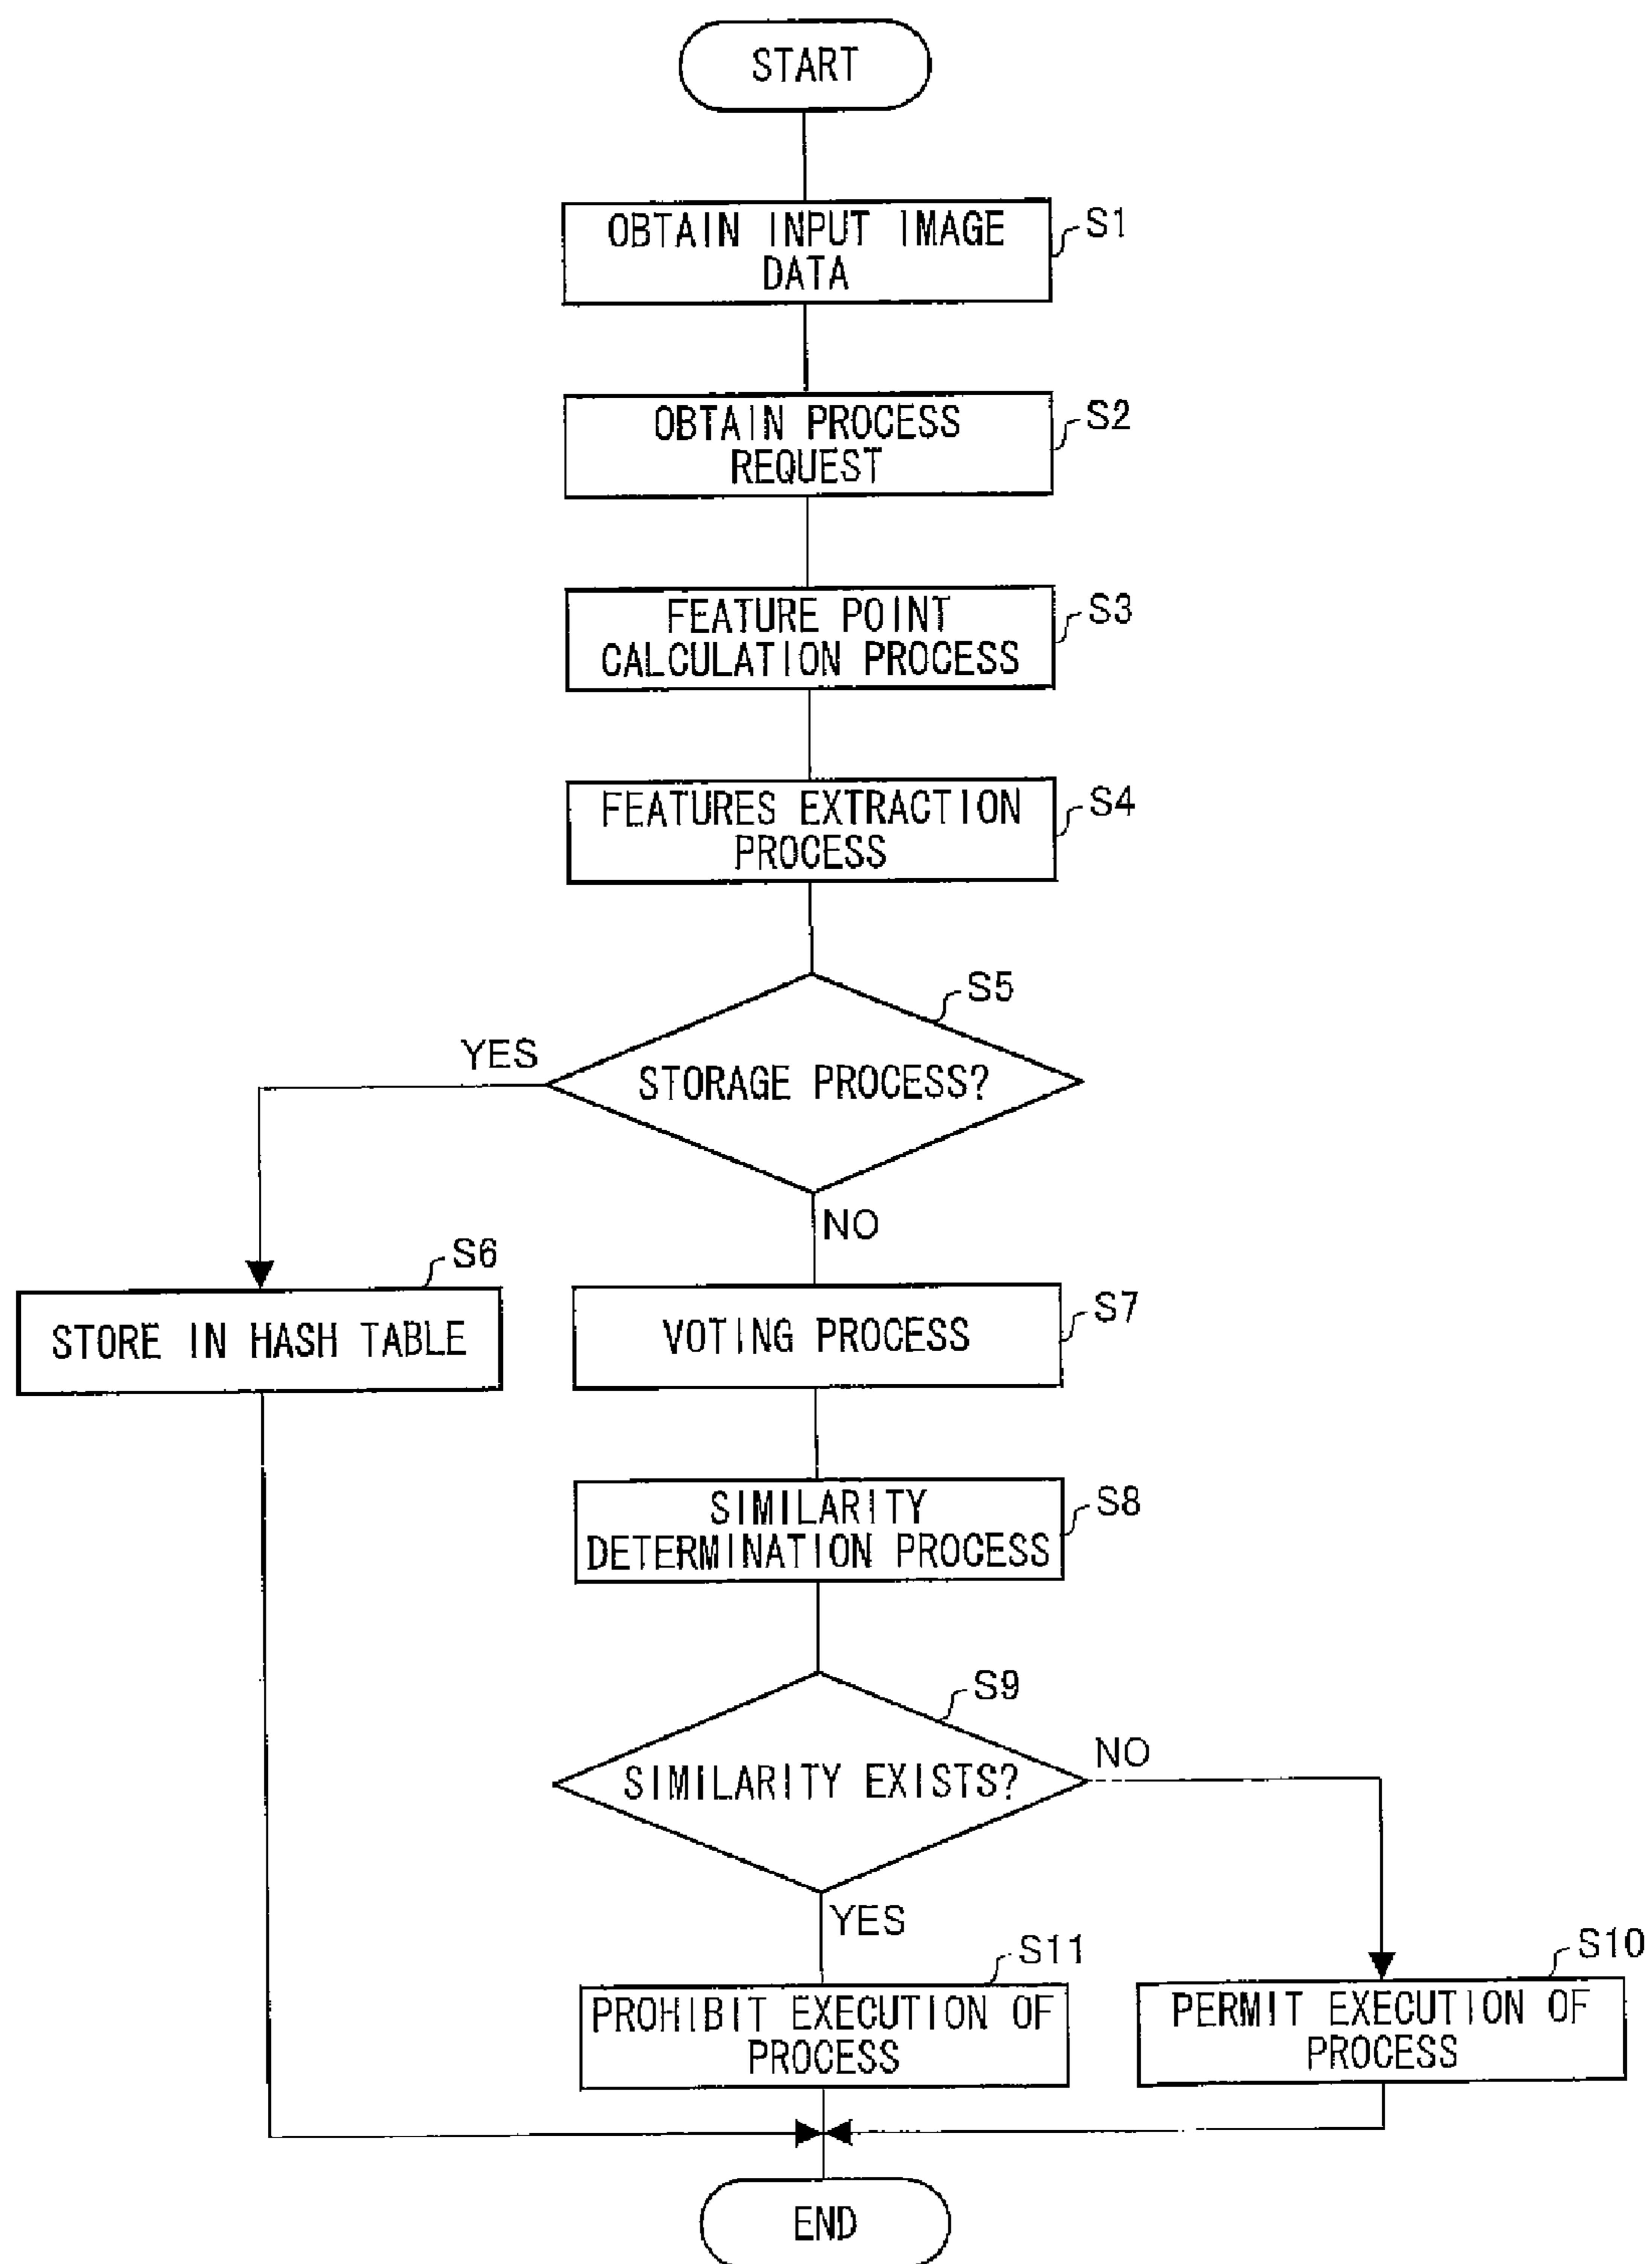 START
OBTAIN INPUT IMAGE
DATA
S1
OBTAIN PROCESS
REQUEST
S2
FEATURE POINT
CALCULATION PROCESS
S3
FEATURES EXTRACTION
PROCESS
S4
S5
YES
STORAGE PROCESS?
NO
S6
STORE IN HASH TABLE
S7
VOTING PROCESS
S8
SIMILARITY
DETERMINATION PROCESS
S9
SIMILARITY EXISTS?
NO
YES
S11
PROHIBIT EXECUTION OF
PROCESS
S10
PERMIT EXECUTION OF
PROCESS
END